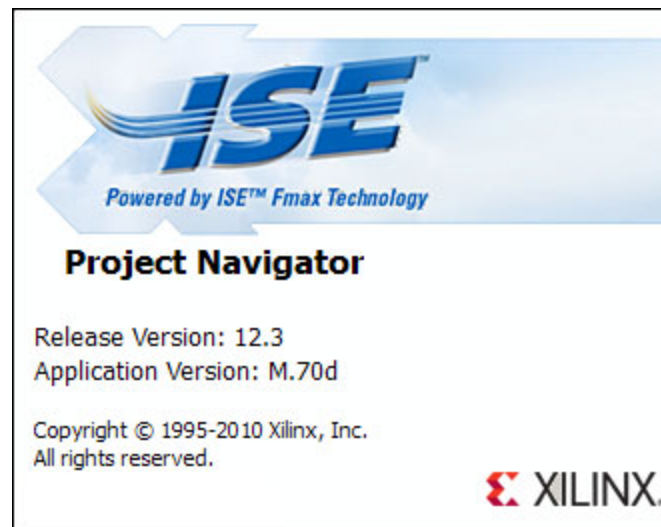 ISE™
Powered by ISE™ Fmax Technology
Project Navigator
Release Version: 12.3
Application Version: M.70d
Copyright © 1995-2010 Xilinx, Inc.
All rights reserved.
XILINX.